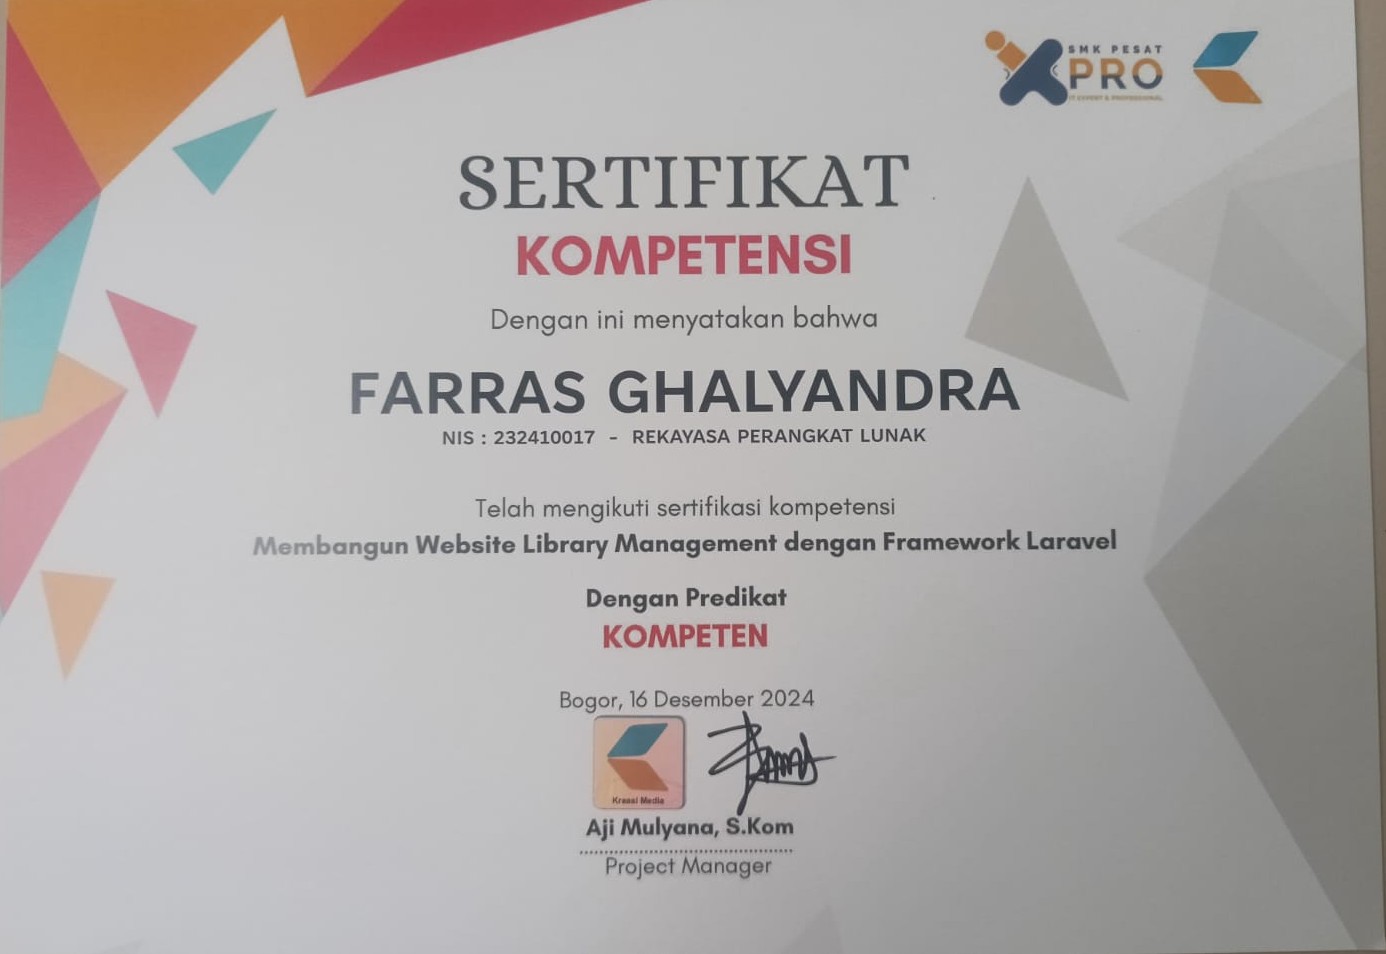 SMK PESAT
PRO
IT EXPERT & PROFESSIONAL
SERTIFIKAT
KOMPETENSI
Dengan ini menyatakan bahwa
FARRAS GHALYANDRA
NIS : 232410017 - REKAYASA PERANGKAT LUNAK
Telah mengikuti sertifikasi kompetensi
Membangun Website Library Management dengan Framework Laravel
Dengan Predikat
KOMPETEN
Bogor, 16 Desember 2024
Kreasi Media
Aji Mulyana, S.Kom
Project Manager